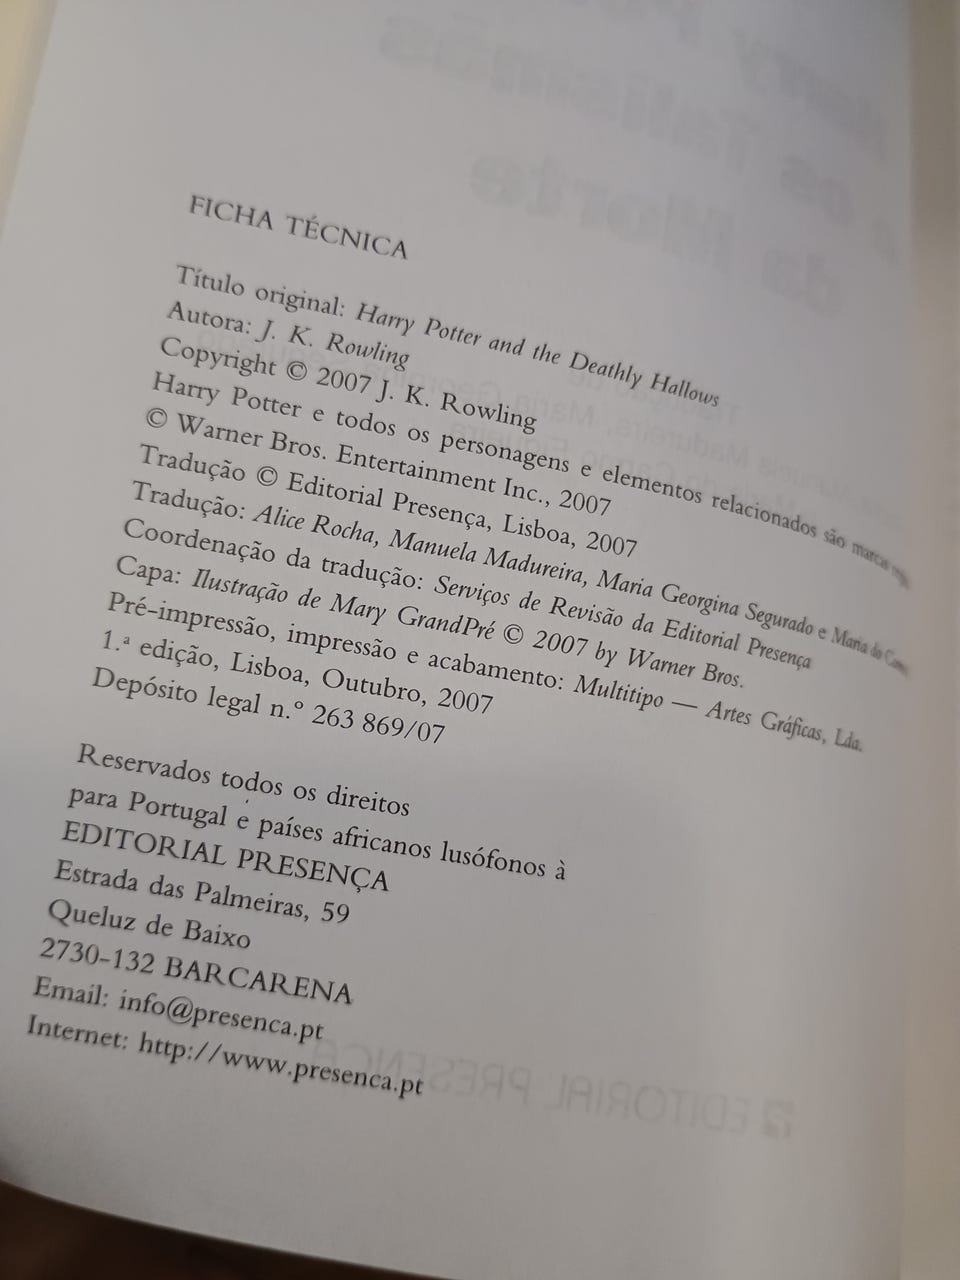 FICHA TÉCNICA
Título original: Harry Potter and the Deathly Hallows
Autora: J. K. Rowling
Copyright © 2007 J. K. Rowling
Harry Potter e todos os personagens e elementos relacionados são marcas
© Warner Bros. Entertainment Inc., 2007
Tradução © Editorial Presença, Lisboa, 2007
Tradução: Alice Rocha, Manuela Madureira, Maria Georgina Segurado e Maria do
Coordenação da tradução: Serviços de Revisão da Editorial Presença
Capa: Ilustração de Mary GrandPré © 2007 by Warner Bros.
Pré-impressão, impressão e acabamento: Multitipo — Artes Gráficas, Lda.
1.ª edição, Lisboa, Outubro, 2007
Depósito legal n.º 263 869/07
Reservados todos os direitos
para Portugal e países africanos lusófonos à
EDITORIAL PRESENÇA
Estrada das Palmeiras, 59
Queluz de Baixo
2730-132 BARCARENA
Email: info@presenca.pt
Internet: http://www.presenca.pt